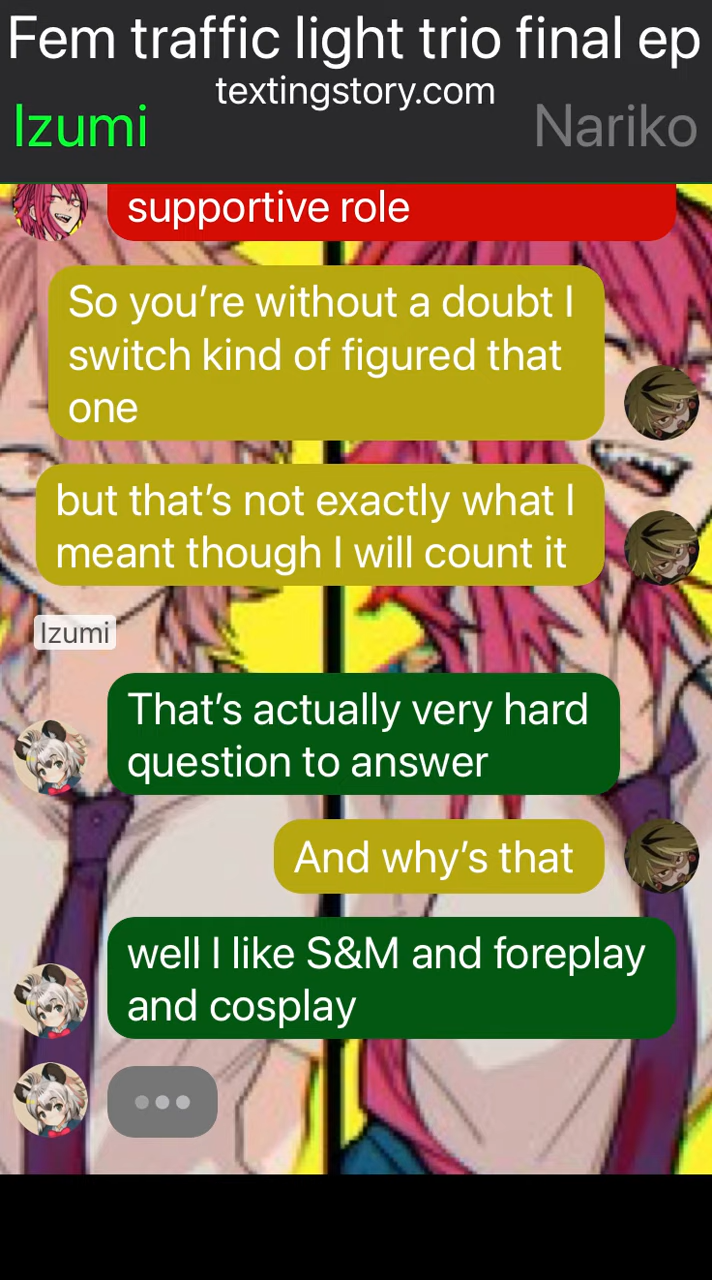 Fem traffic light trio final ep
textingstory.com
Izumi
Nariko
supportive role
So you’re without a doubt I
switch kind of figured that
one
but that’s not exactly what I
meant though I will count it
Izumi
That’s actually very hard
question to answer
And why’s that
well I like S&M and foreplay
and cosplay